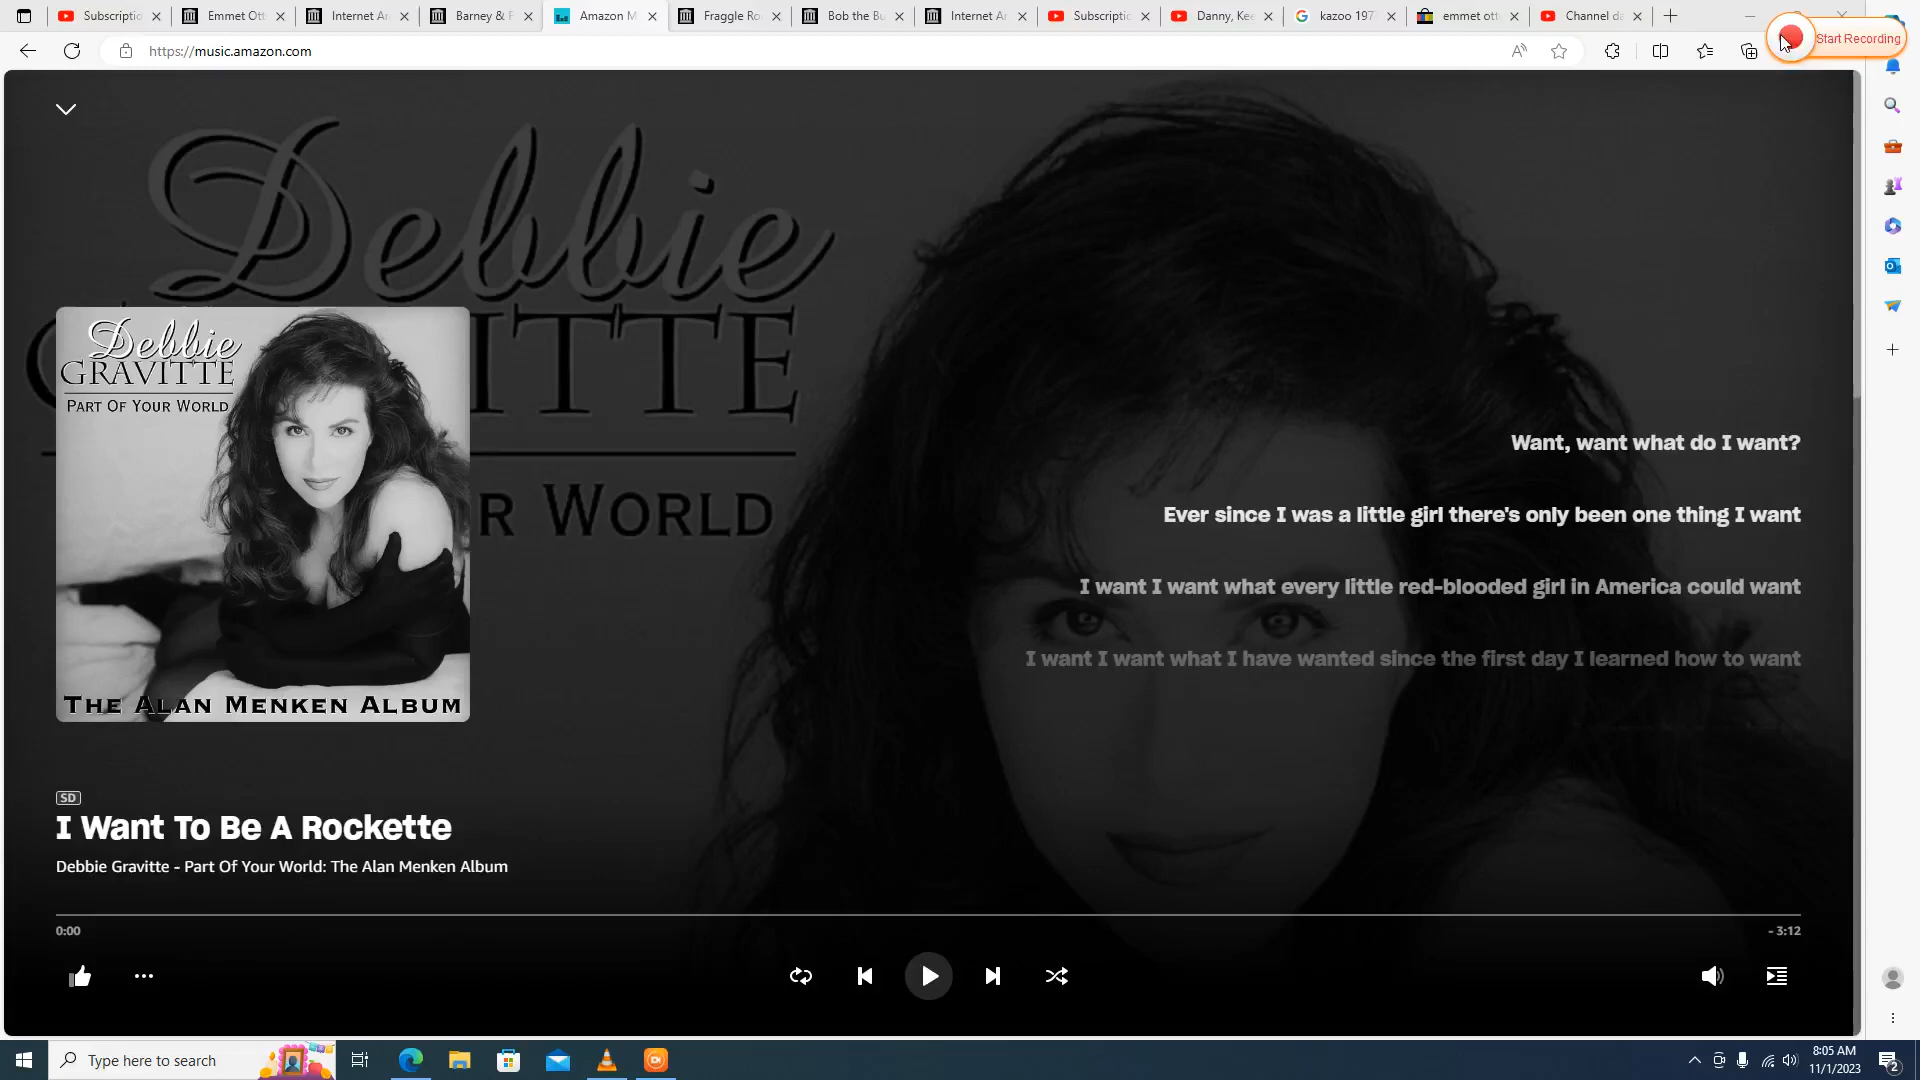 Subscriptio
Emmet Ott
Internet Ar
Barney & F
Amazon M
Fraggle Ro
Bob the Bu
Internet Ar
Subscriptio
Danny, Kee
kazoo 197
emmet ott
Channel da
https://music.amazon.com
Start Recording
Debbie
GRAVITTE
PART OF YOUR WORLD
THE ALAN MENKEN ALBUM
Debbie
GRAVITTE
R WORLD
Want, want what do I want?
Ever since I was a little girl there's only been one thing I want
I want I want what every little red-blooded girl in America could want
I want I want what I have wanted since the first day I learned how to want
SD
I Want To Be A Rockette
Debbie Gravitte - Part Of Your World: The Alan Menken Album
0:00
- 3:12
Type here to search
8:05 AM
11/1/2023
2